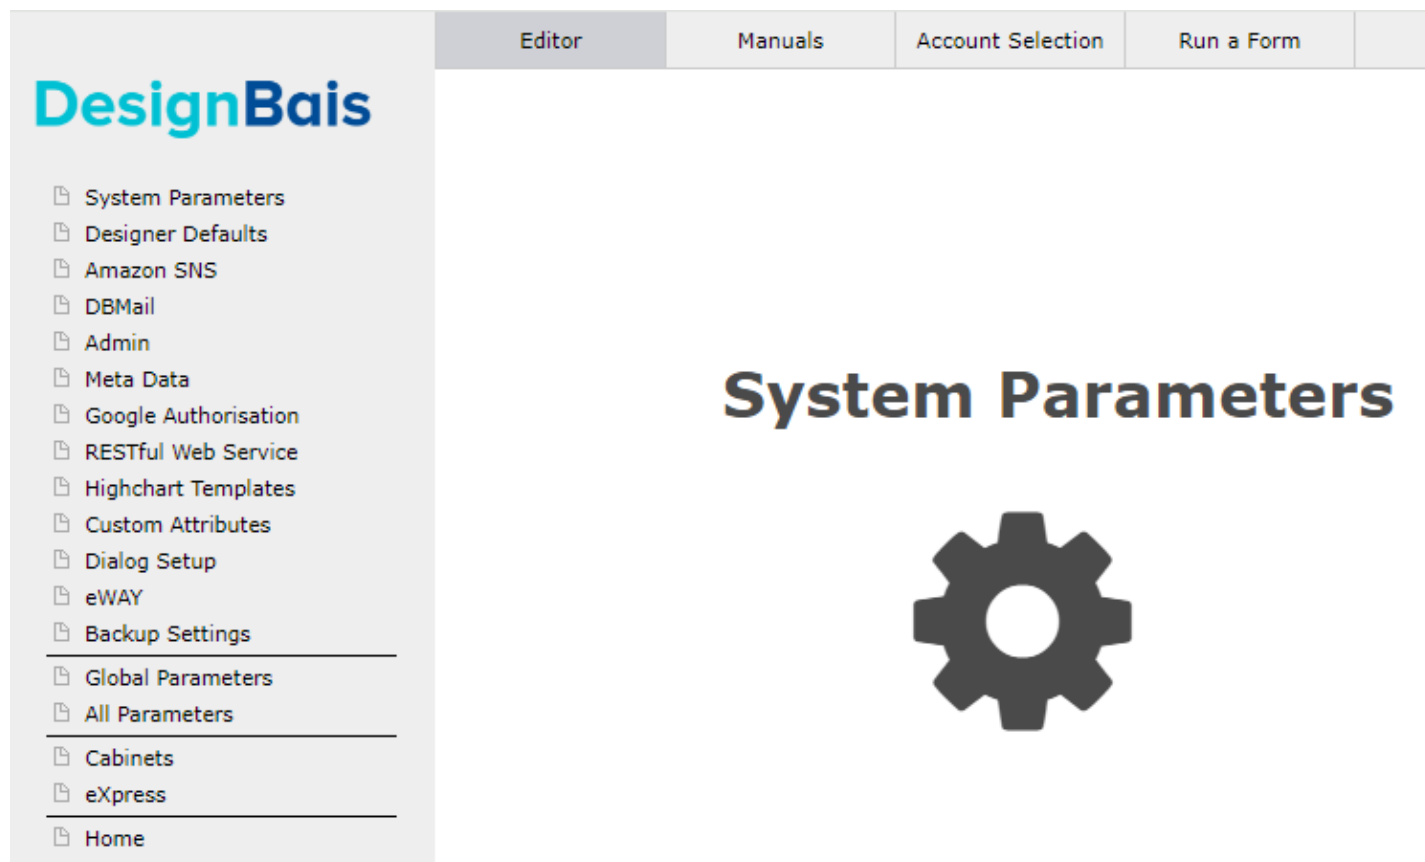 Editor
Manuals
Account Selection
Run a Form
DesignBais
System Parameters
Designer Defaults
Amazon SNS
DBMail
Admin
Meta Data
Google Authorisation
RESTful Web Service
Highchart Templates
Custom Attributes
Dialog Setup
eWAY
Backup Settings
Global Parameters
All Parameters
Cabinets
eXpress
Home
System Parameters